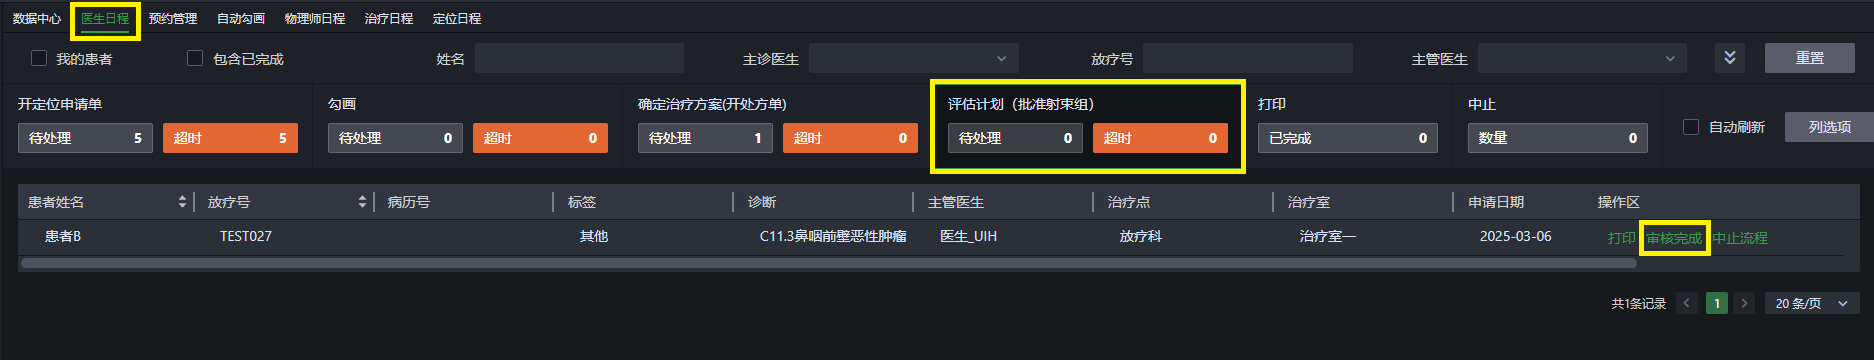 数据中心 医生日程 预约管理 自动勾画 物理师日程 治疗日程 定位日程
我的患者 包含已完成 姓名 主诊医生 放疗号 主管医生 重置
开定位申请单 勾画 确定治疗方案(开处方单) 评估计划（批准射束组） 打印 中止
待处理 5 超时 5 待处理 0 超时 0 待处理 1 超时 0 待处理 0 超时 0 已完成 0 数量 0 自动刷新 列选项
患者姓名 放疗号 病历号 标签 诊断 主管医生 治疗点 治疗室 申请日期 操作区
患者B TEST027 其他 C11.3鼻咽前壁恶性肿瘤 医生_UIH 放疗科 治疗室一 2025-03-06 打印 审核完成 中止流程
共1条记录 1 20 条/页